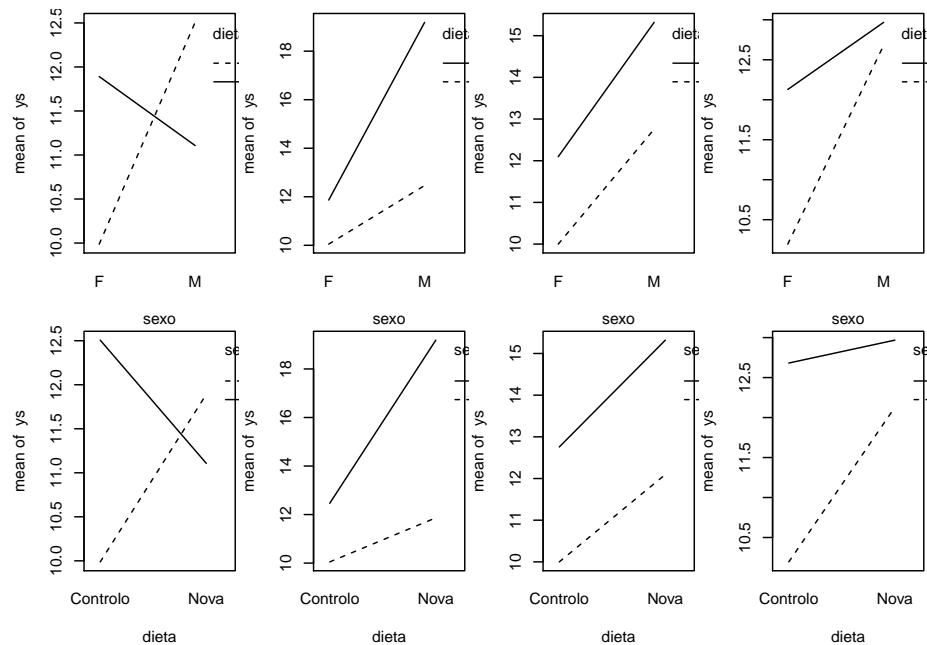 mean of ys
12.5
12.0
11.5
11.0
10.5
10.0
F
M
sexo
diet
mean of ys
18
16
14
12
10
F
M
sexo
diet
mean of ys
15
14
13
12
11
10
F
M
sexo
diet
mean of ys
12.5
11.5
10.5
F
M
sexo
diet
mean of ys
12.5
12.0
11.5
11.0
10.5
10.0
Controlo
Nova
dieta
se
mean of ys
18
16
14
12
10
Controlo
Nova
dieta
se
mean of ys
15
14
13
12
11
10
Controlo
Nova
dieta
se
mean of ys
12.5
11.5
10.5
Controlo
Nova
dieta
se